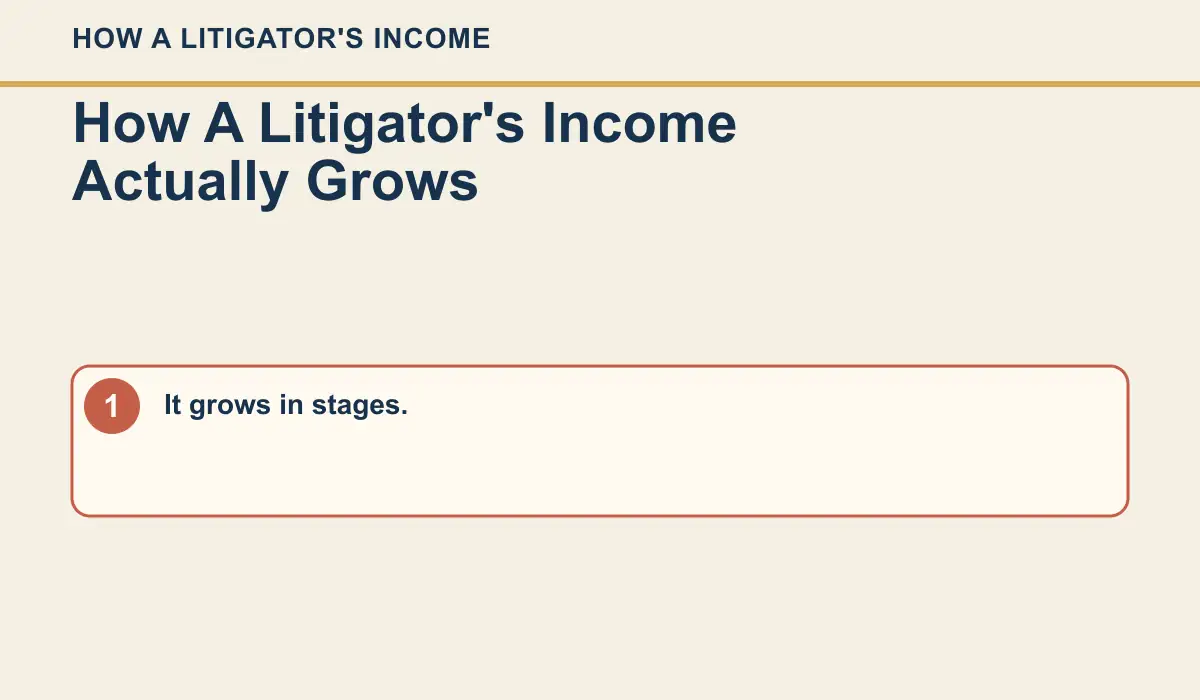 HOW A LITIGATOR'S INCOME
How A Litigator's Income
Actually Grows
1
It grows in stages.